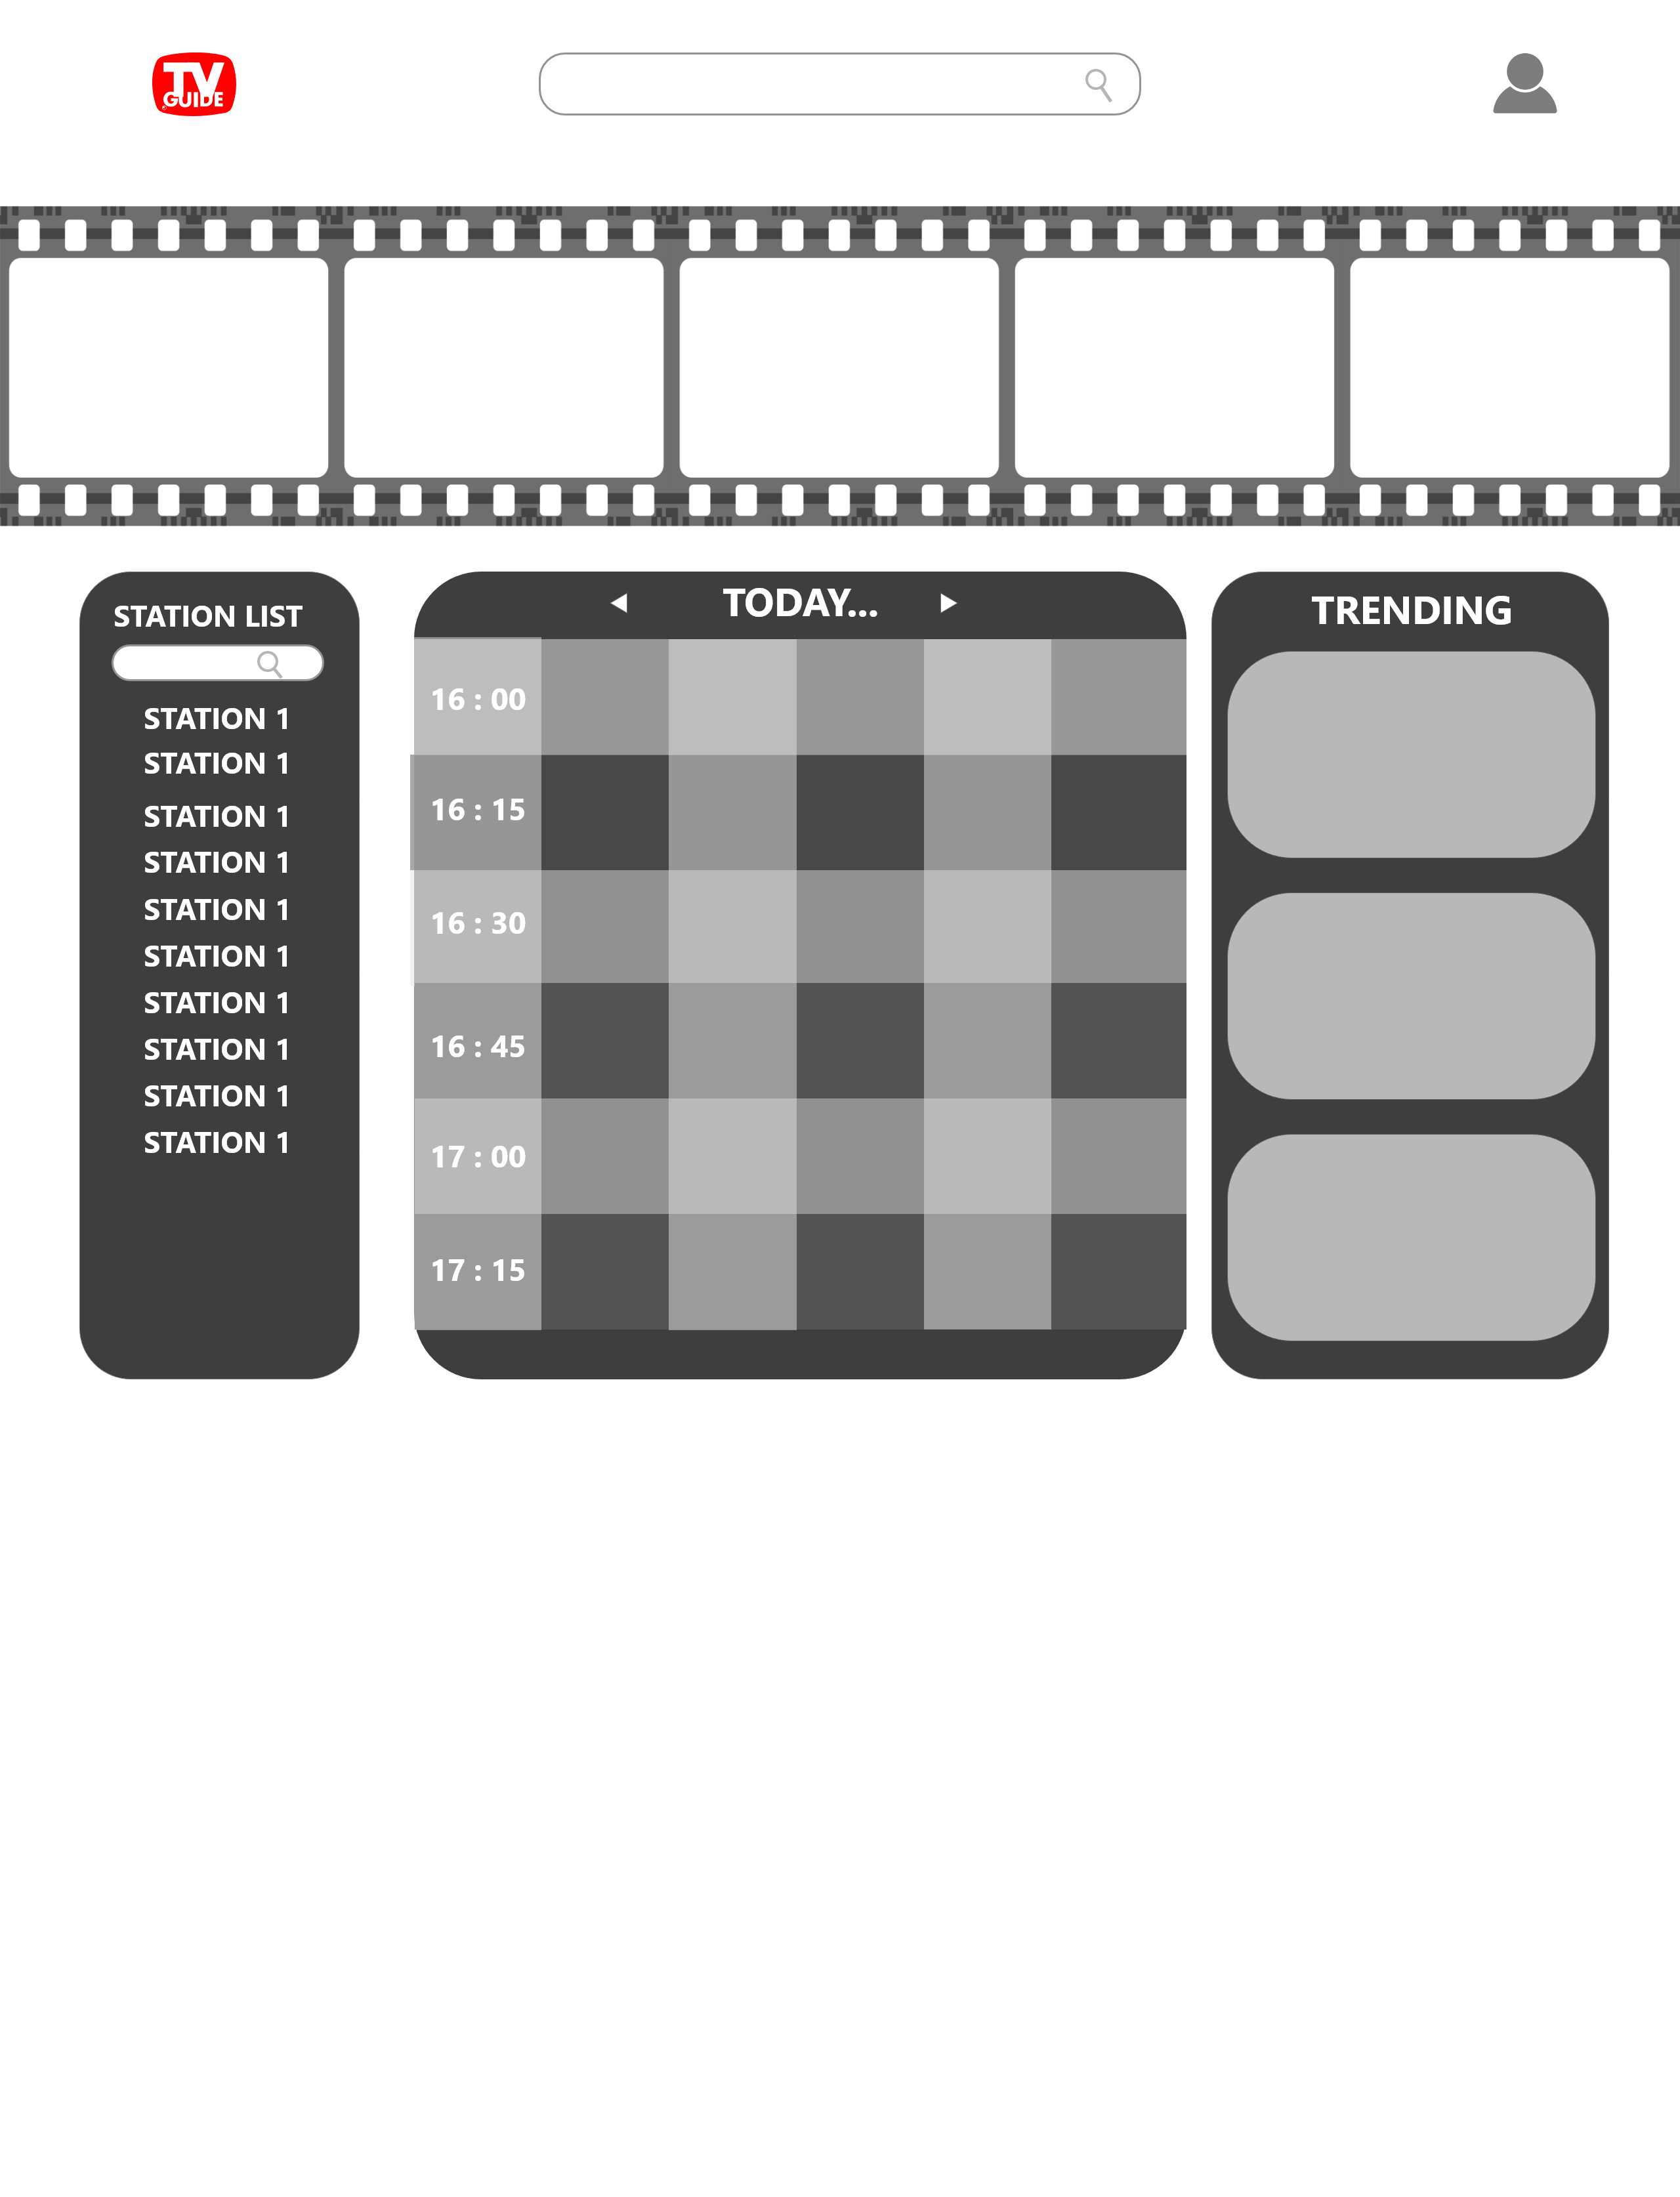 TV
GUIDE
STATION LIST
STATION 1
STATION 1
STATION 1
STATION 1
STATION 1
STATION 1
STATION 1
STATION 1
STATION 1
STATION 1
TODAY...
16 : 00
16 : 15
16 : 30
16 : 45
17 : 00
17 : 15
TRENDING